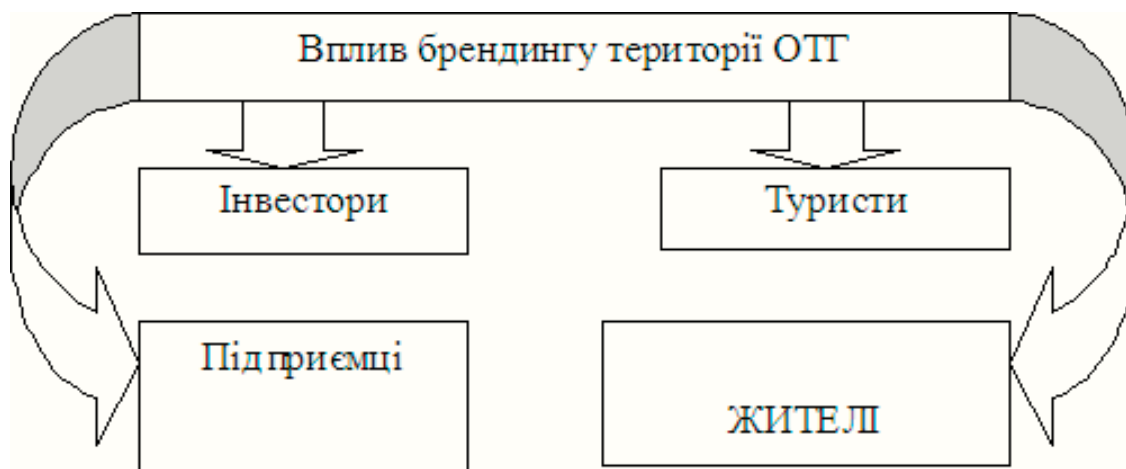 Вплив брендингу території ОТГ
Інвестори
Туристи
Підприємці
ЖИТЕЛІ